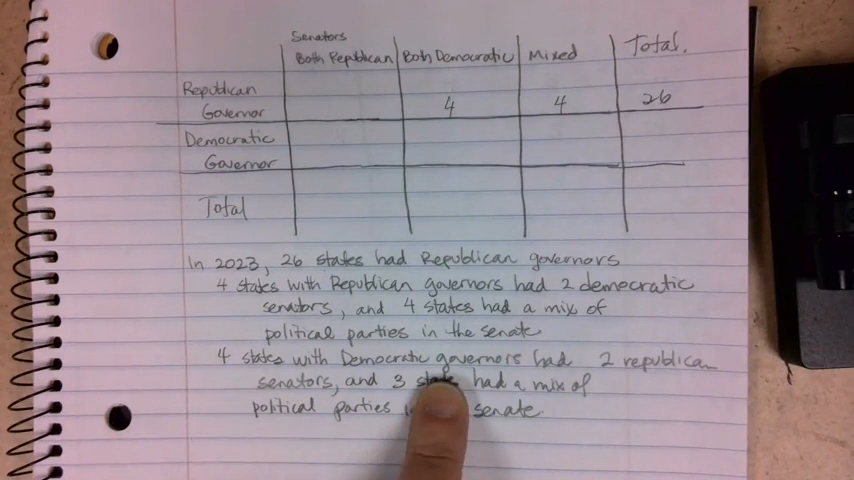 Senators
Both Republican Both Democratic Mixed Total.
Republican
Governor 4 4 26
Democratic
Governor
Total
In 2023, 26 states had Republican governors
4 states with Republican governors had 2 democratic
senators, and 4 states had a mix of
political parties in the senate
4 states with Democratic governors had 2 republican
senators, and 3 state had a mix of
political parties senate.